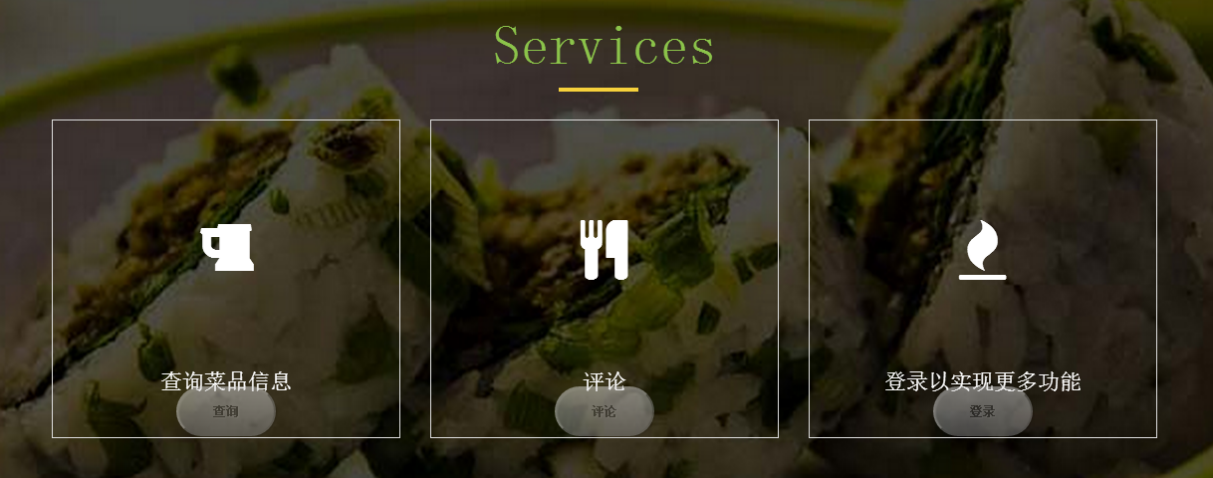 Services
查询菜品信息
查询
评论
评论
登录以实现更多功能
登录